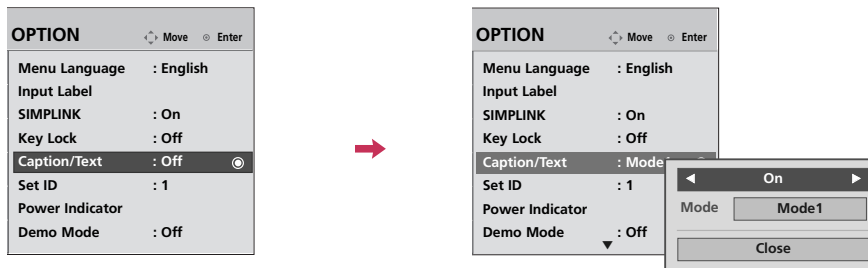 OPTION Move Enter
Menu Language : English
Input Label
SIMPLINK : On
Key Lock : Off
Caption/Text : Off
Set ID : 1
Power Indicator
Demo Mode : Off
OPTION Move Enter
Menu Language : English
Input Label
SIMPLINK : On
Key Lock : Off
Caption/Text : Mode
Set ID : 1
Power Indicator
Demo Mode : Off
On
Mode Mode1
Close